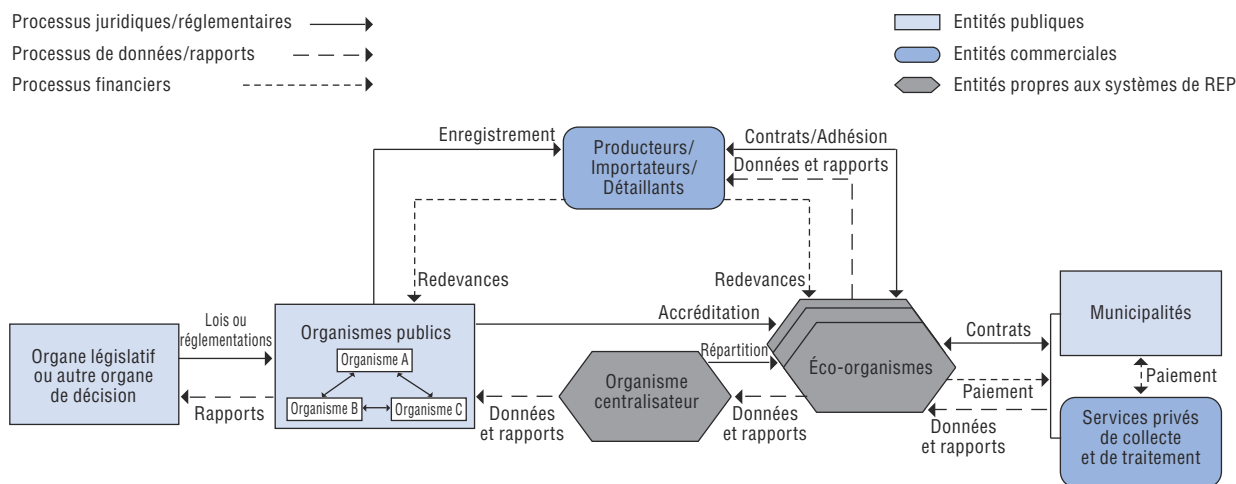 Processus juridiques/réglementaires
Processus de données/rapports
Processus financiers
Entités publiques
Entités commerciales
Entités propres aux systèmes de REP
Enregistrement
Producteurs/
Importateurs/
Détaillants
Contrats/Adhésion
Données et rapports
Redevances
Redevances
Organe législatif
ou autre organe
de décision
Lois ou
réglementations
Rapports
Organismes publics
Organisme A
Organisme B
Organisme C
Accréditation
Répartition
Données
et rapports
Organisme
centralisateur
Données
et rapports
Éco-organismes
Contrats
Paiement
Données
et rapports
Municipalités
Paiement
Services privés
de collecte
et de traitement